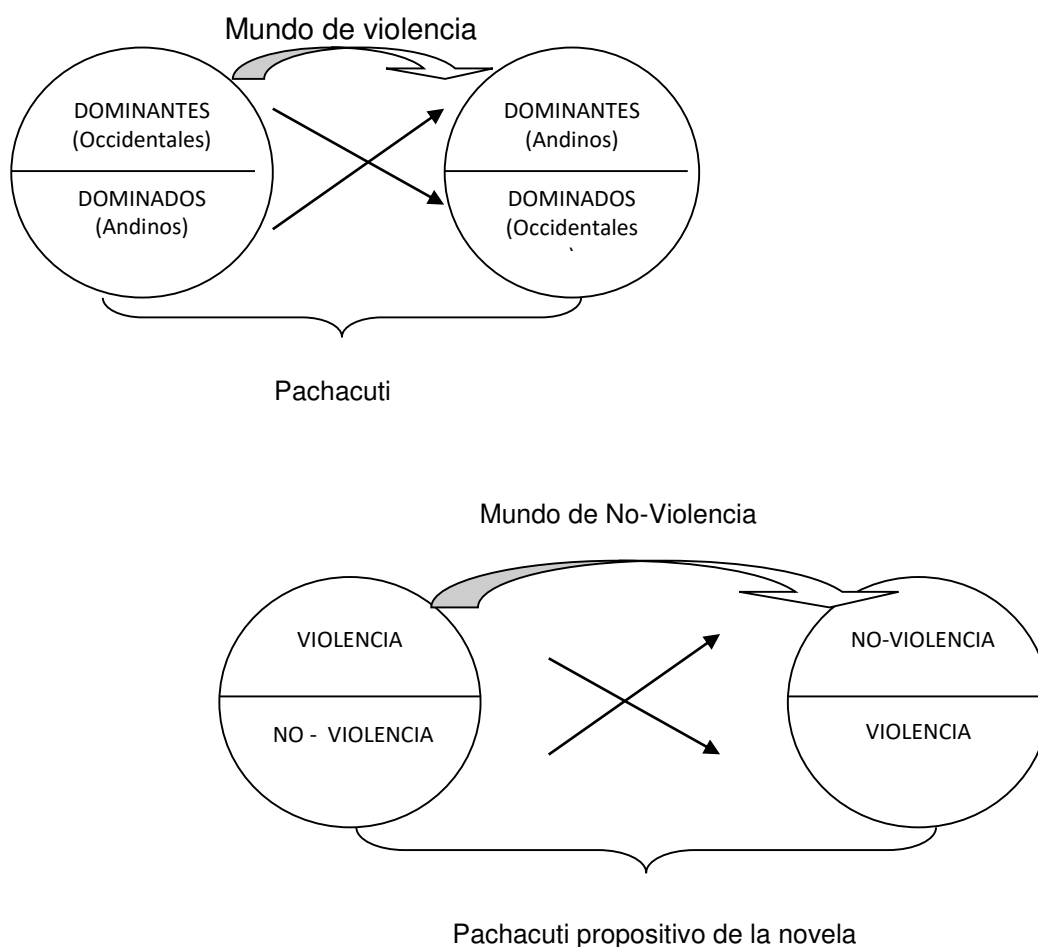 Mundo de violencia
DOMINANTES
(Occidentales)
DOMINADOS
(Andinos)
DOMINANTES
(Andinos)
DOMINADOS
(Occidentales
Pachacuti
Mundo de No-Violencia
VIOLENCIA
NO - VIOLENCIA
NO-VIOLENCIA
VIOLENCIA
Pachacuti propositivo de la novela